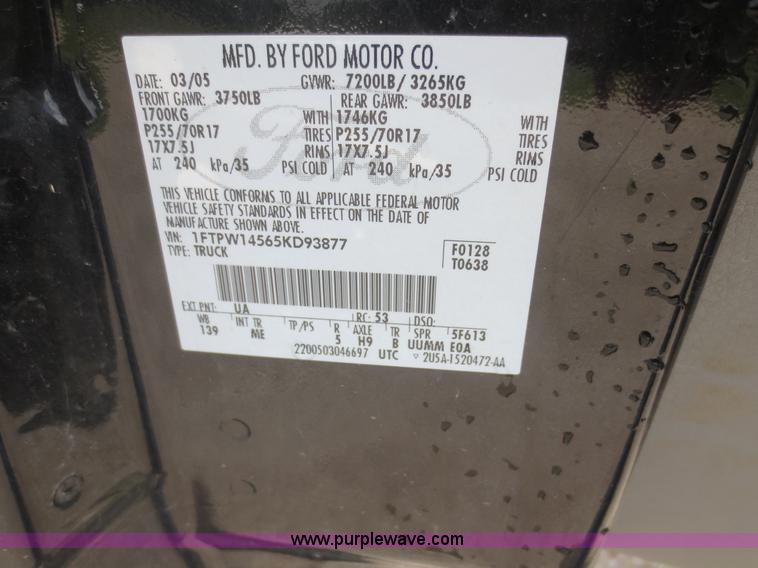 MFD. BY FORD MOTOR CO.
DATE: 03/05 GVWR: 7200LB/ 3265KG
FRONT GAWR: 3750LB REAR GAWR: 3850LB
1700KG WITH 1746KG WITH
P255/70R17 TIRES P255/70R17 TIRES
17X7.5J RIMS 17X7.5J RIMS
AT 240 kPa/35 PSI COLD AT 240 kPa/35 PSI COLD
Ford
THIS VEHICLE CONFORMS TO ALL APPLICABLE FEDERAL MOTOR
VEHICLE SAFETY STANDARDS IN EFFECT ON THE DATE OF
MANUFACTURE SHOWN ABOVE.
VIN: 1FTPW14565KD93877 F0128
TYPE: TRUCK T0638
EXT PNT: UA RC: 53 DSO:
WB INT TR TP/PS R AXLE TR SPR 5F613
139 ME 5 H9 B UUMM E0A
2200503046697 UTC ▽ 2U5A-1520472-AA
www.purplewave.com